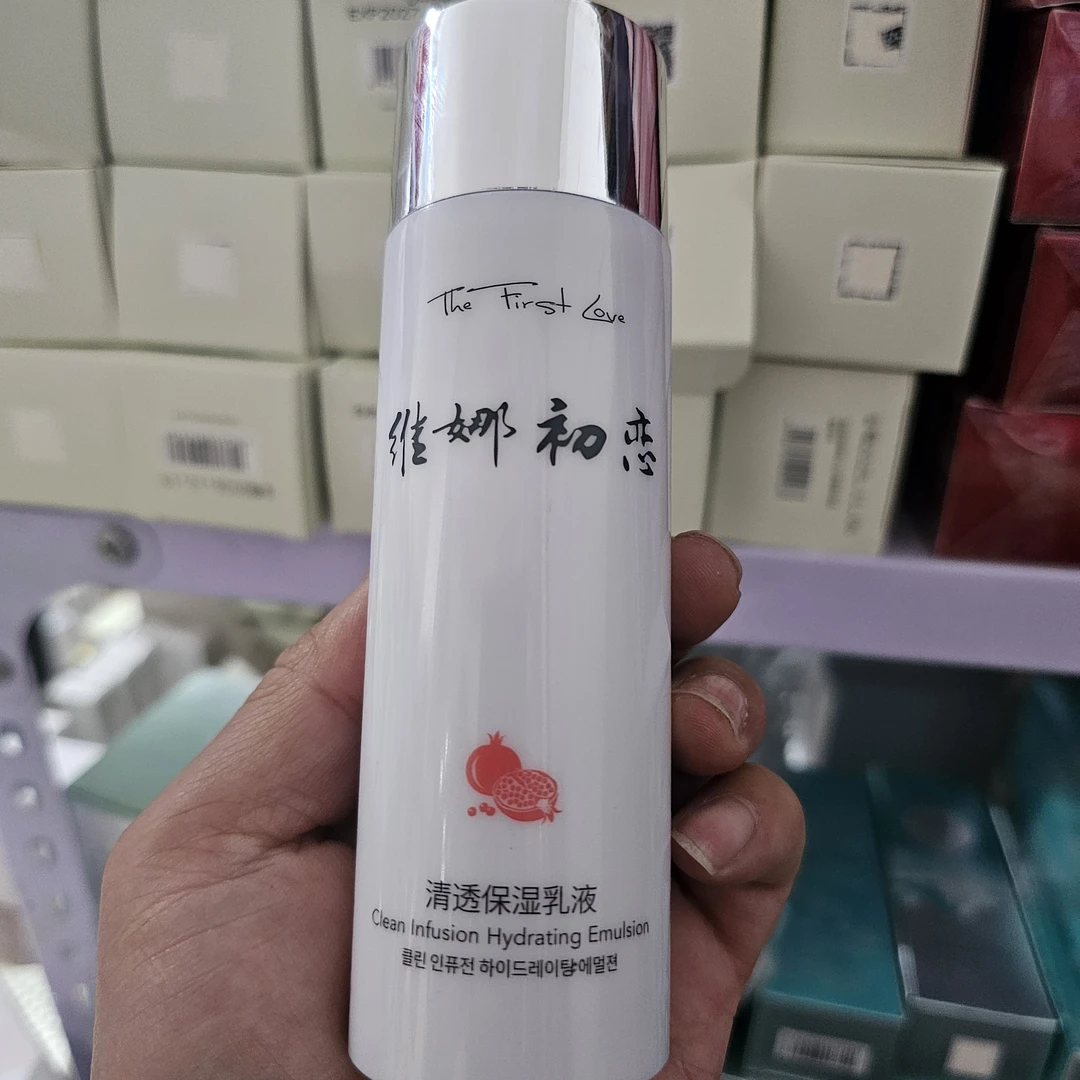 The First Love
维娜初恋
清透保湿乳液
Clean Infusion Hydrating Emulsion
클린 인퓨전 하이드레이팅에멀젼